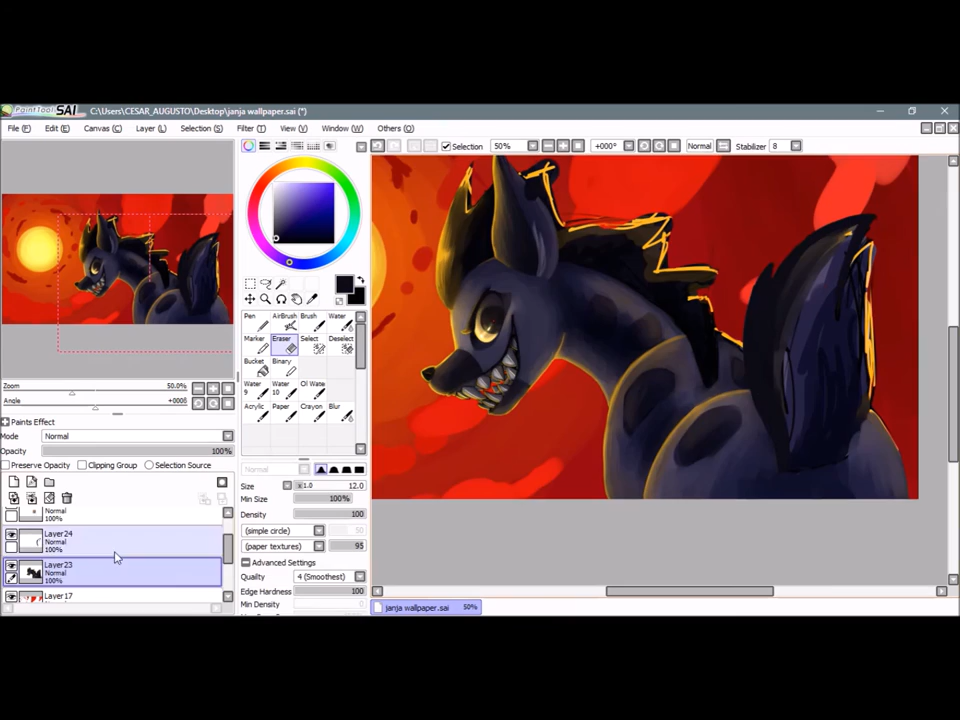 PaintTool SAI C:\Users\CESAR_AUGUSTO\Desktop\janja wallpaper.sai (*)
File (F) Edit (E) Canvas (C) Layer (L) Selection (S) Filter (T) View (V) Window (W) Others (O)
Selection 50% +000° Normal Stabilizer 8
Pen AirBrush Brush Water
Marker Eraser Select Deselect
Bucket Binary
Water 9 Water 10 Oil Wate
Acrylic Paper Crayon Blur
Zoom 50.0%
Angle +000θ
Paints Effect
Mode Normal
Opacity 100%
Preserve Opacity Clipping Group Selection Source
Normal
100%
Layer24
Normal
100%
Layer23
Normal
100%
Layer17
Normal
Size x 1.0 12.0
Min Size 100%
Density 100
(simple circle) 50
(paper textures) 95
Advanced Settings
Quailty 4 (Smoothest)
Edge Hardness 100
Min Density 0
janja wallpaper.sai 50%